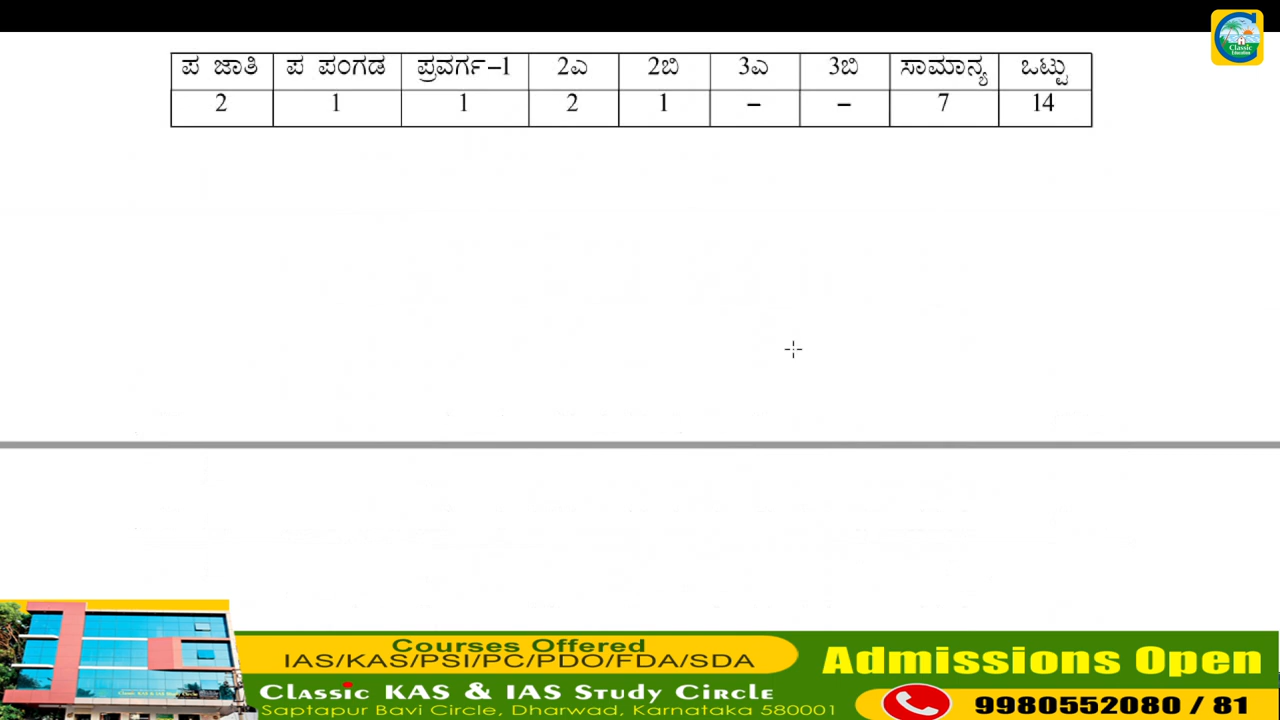 Classic
Education
ಪ ಜಾತಿ ಪ ಪಂಗಡ ಪ್ರವರ್ಗ–1 2ಎ 2ಬಿ 3ಎ 3ಬಿ ಸಾಮಾನ್ಯ ಒಟ್ಟು
2 1 1 2 1 – – 7 14
Courses Offered
IAS/KAS/PSI/PC/PDO/FDA/SDA
Classic KAS & IAS Study Circle
Saptapur Bavi Circle, Dharwad, Karnataka 580001
Admissions Open
9980552080 / 81